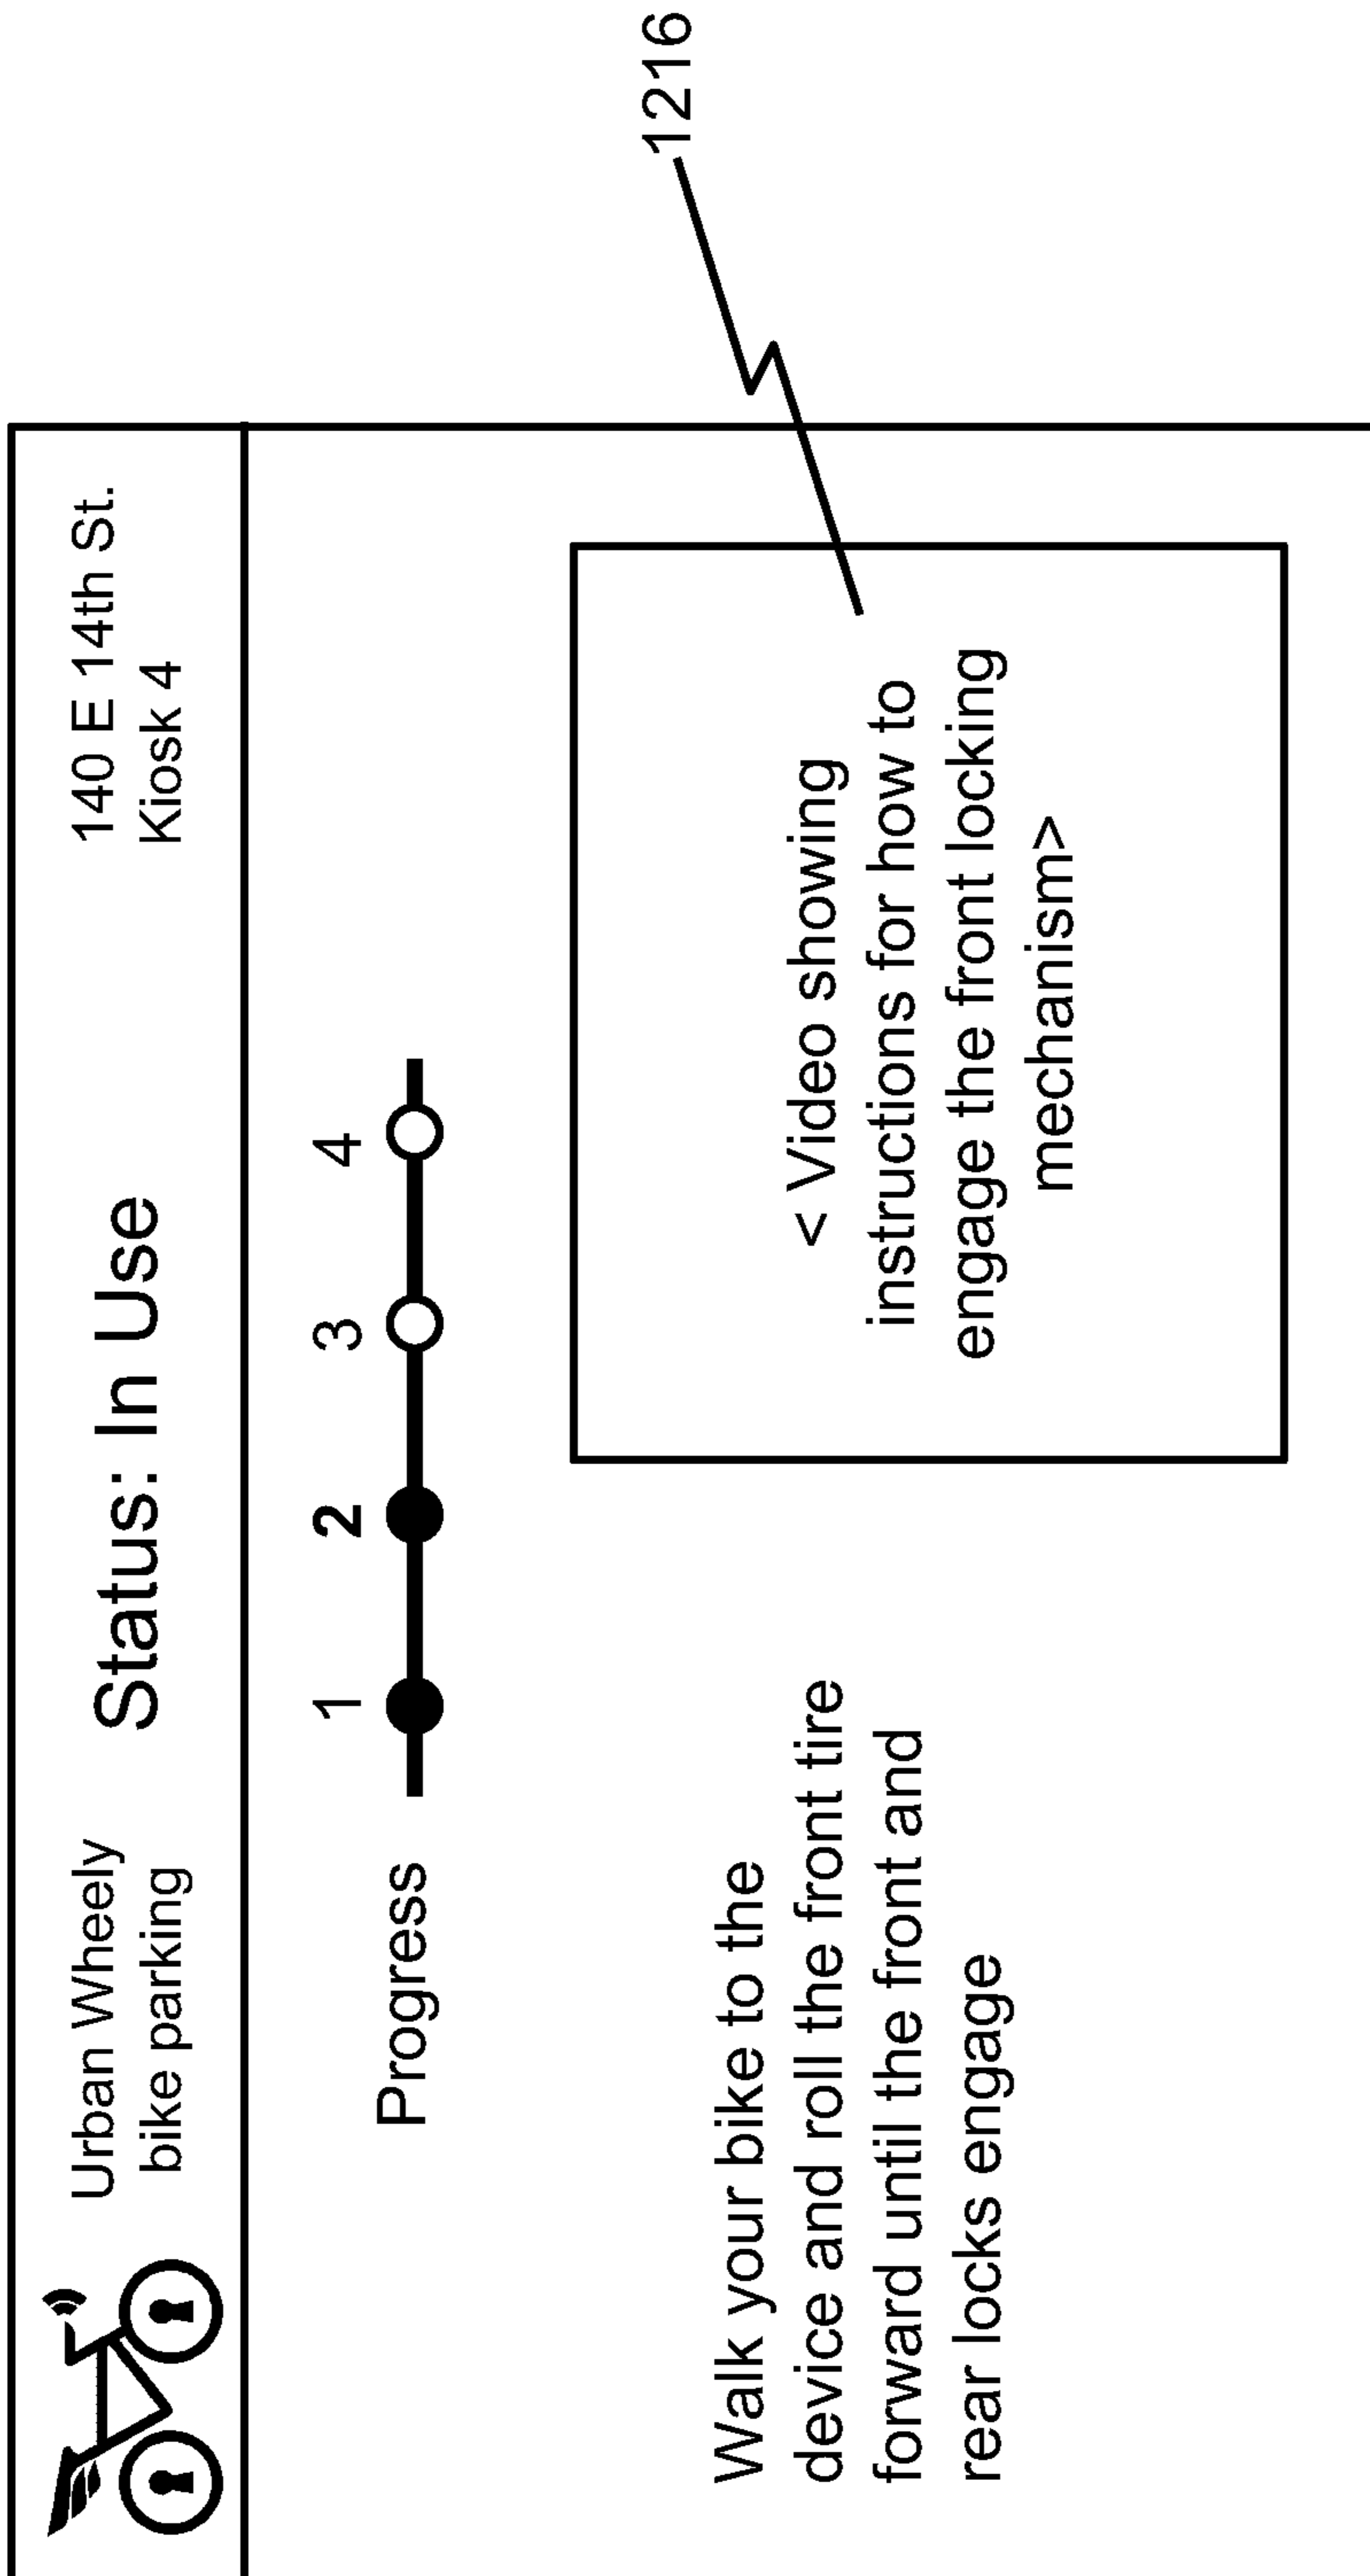 Urban Wheely
bike parking
Status: In Use
140 E 14th St.
Kiosk 4
Progress
1 2 3 4
Walk your bike to the
device and roll the front tire
forward until the front and
rear locks engage
< Video showing
instructions for how to
engage the front locking
mechanism>
1216